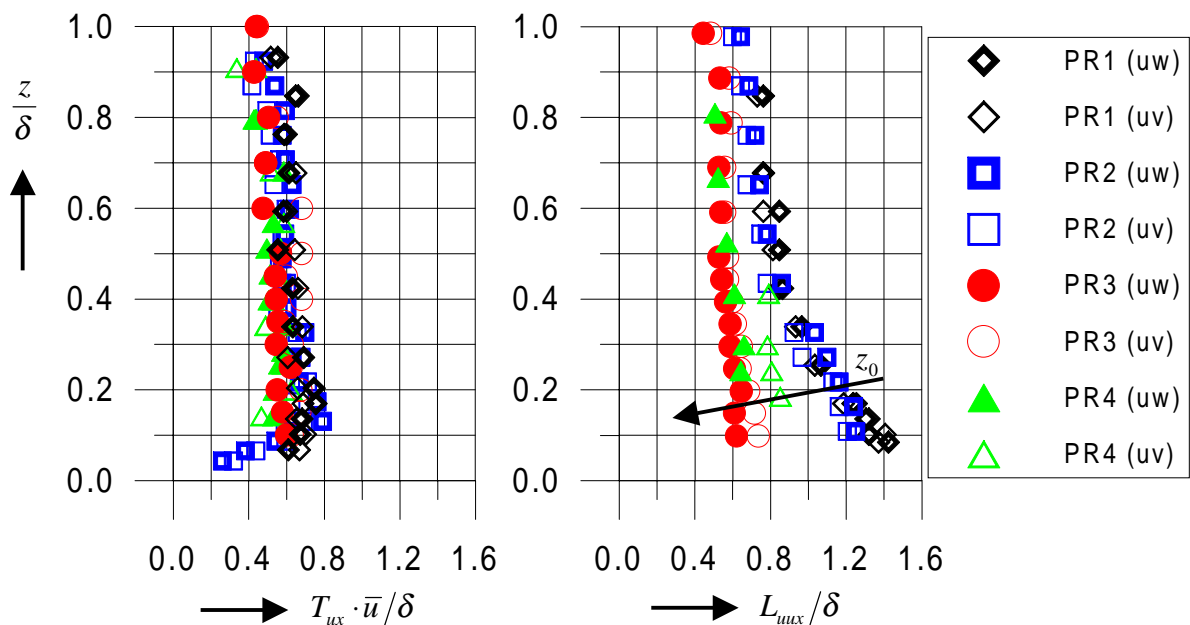 z/δ
1.0
0.8
0.6
0.4
0.2
0.0
0.0 0.4 0.8 1.2 1.6
T_ux · u̅/δ
1.0
0.8
0.6
0.4
0.2
0.0
z_0
0.0 0.4 0.8 1.2 1.6
L_uux/δ
PR1 (uw)
PR1 (uv)
PR2 (uw)
PR2 (uv)
PR3 (uw)
PR3 (uv)
PR4 (uw)
PR4 (uv)